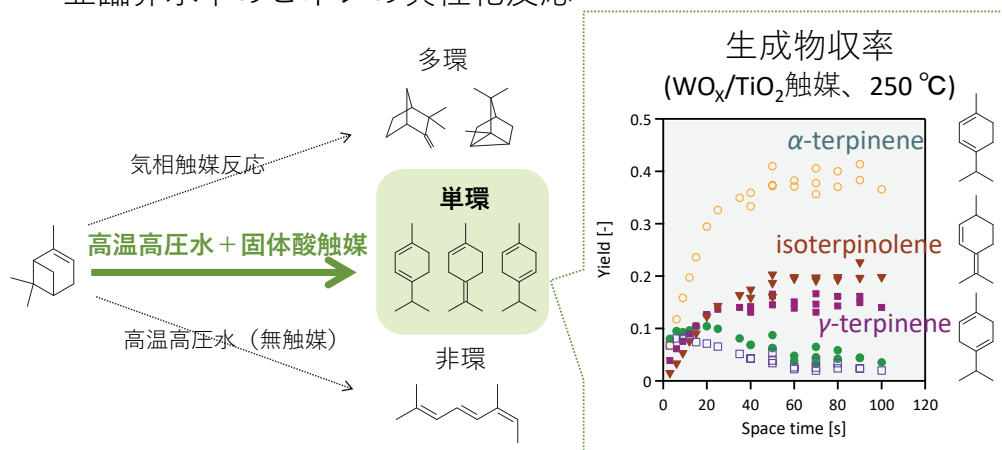 多環
気相触媒反応
単環
高温高圧水＋固体酸触媒
高温高圧水（無触媒）
非環
生成物収率
(WOX/TiO2触媒、250 ℃)
0.5
0.4
0.3
0.2
0.1
0
Yield [-]
α-terpinene
isoterpinolene
γ-terpinene
0 20 40 60 80 100 120
Space time [s]